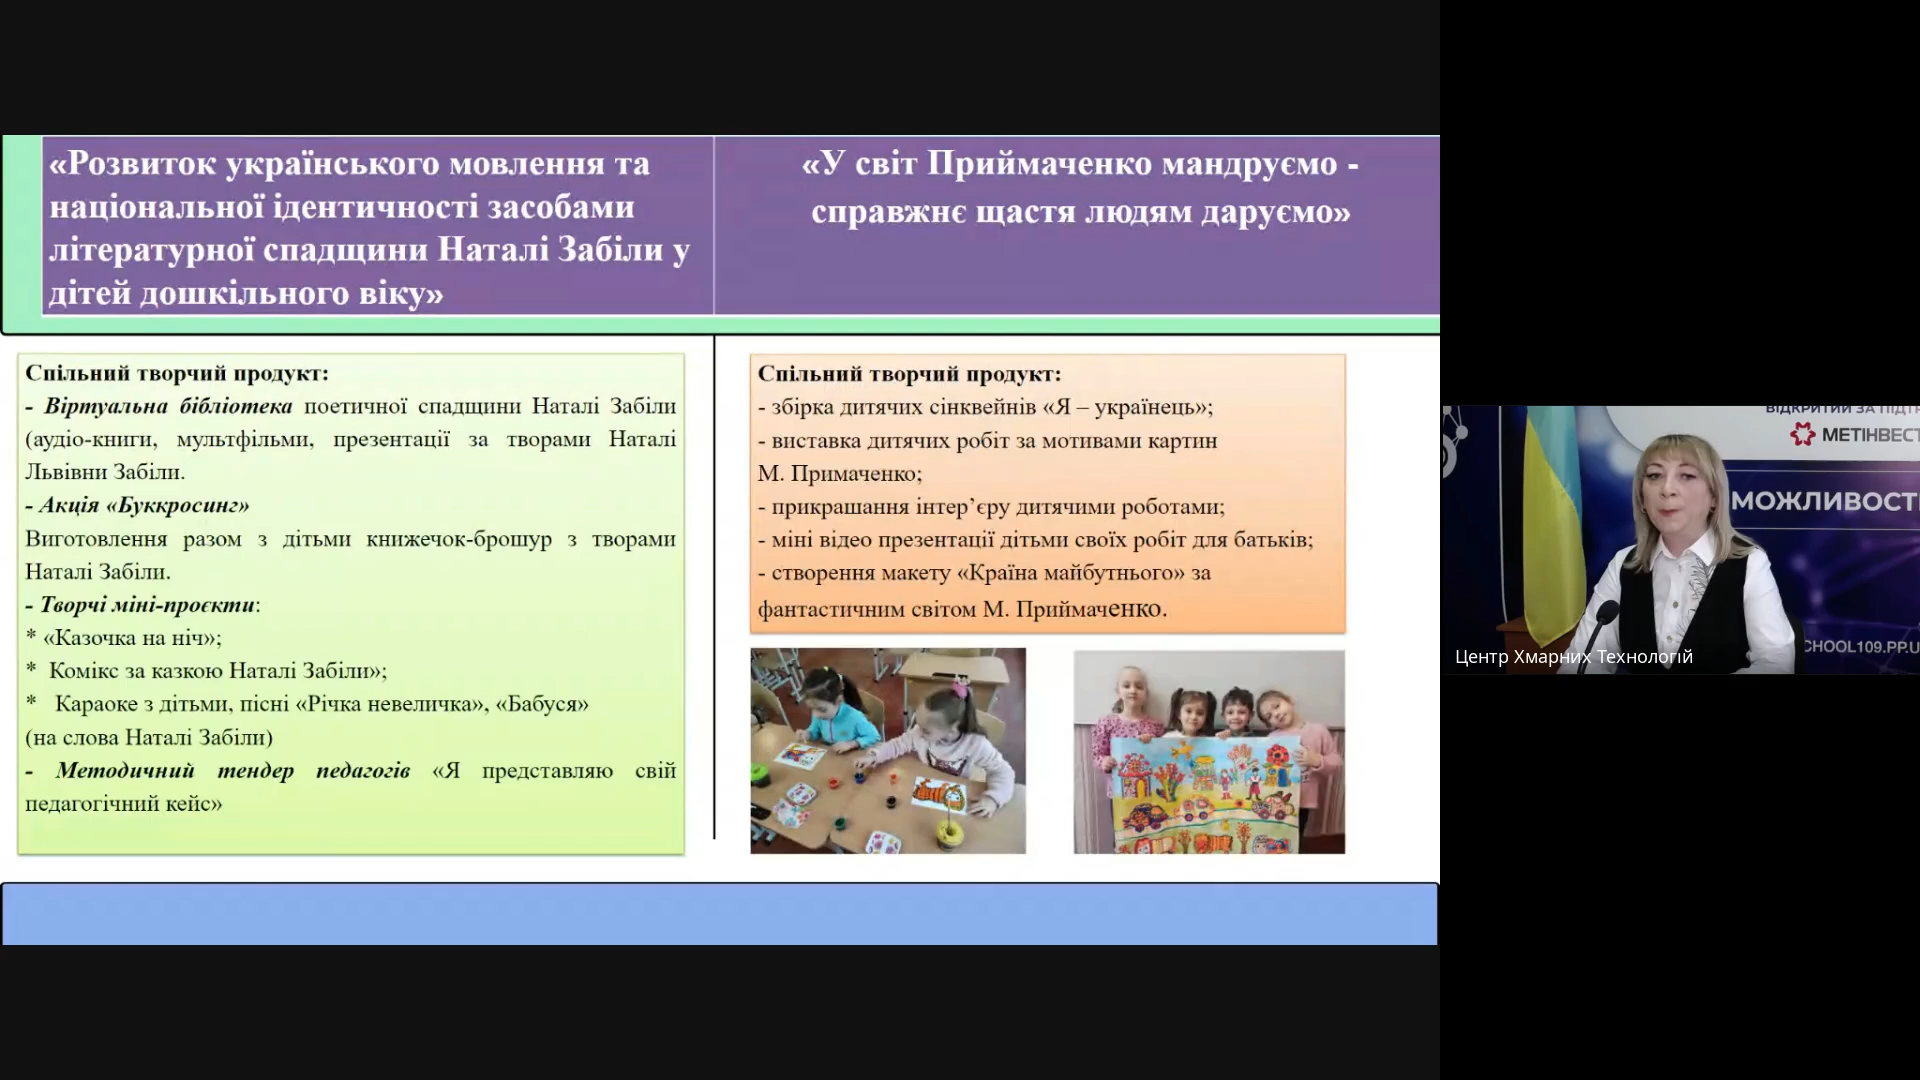 «Розвиток українського мовлення та
національної ідентичності засобами
літературної спадщини Наталі Забіли у
дітей дошкільного віку»
«У світ Приймаченко мандруємо -
справжнє щастя людям даруємо»
Спільний творчий продукт:
- Віртуальна бібліотека поетичної спадщини Наталі Забіли
(аудіо-книги, мультфільми, презентації за творами Наталі
Львівни Забіли.
- Акція «Буккросинг»
Виготовлення разом з дітьми книжечок-брошур з творами
Наталі Забіли.
- Творчі міні-проєкти:
* «Казочка на ніч»;
* Комікс за казкою Наталі Забіли»;
* Караоке з дітьми, пісні «Річка невеличка», «Бабуся»
(на слова Наталі Забіли)
- Методичний тендер педагогів «Я представляю свій
педагогічний кейс»
Спільний творчий продукт:
- збірка дитячих сінквейнів «Я – українець»;
- виставка дитячих робіт за мотивами картин
М. Примаченко;
- прикрашання інтер’єру дитячими роботами;
- міні відео презентації дітьми своїх робіт для батьків;
- створення макету «Країна майбутнього» за
фантастичним світом М. Приймаченко.
ВІДКРИТИЙ ЗА
МЕТІНВЕСТ
МОЖЛИВОСТ
CHOOL109.PP.U
Центр Хмарних Технологій